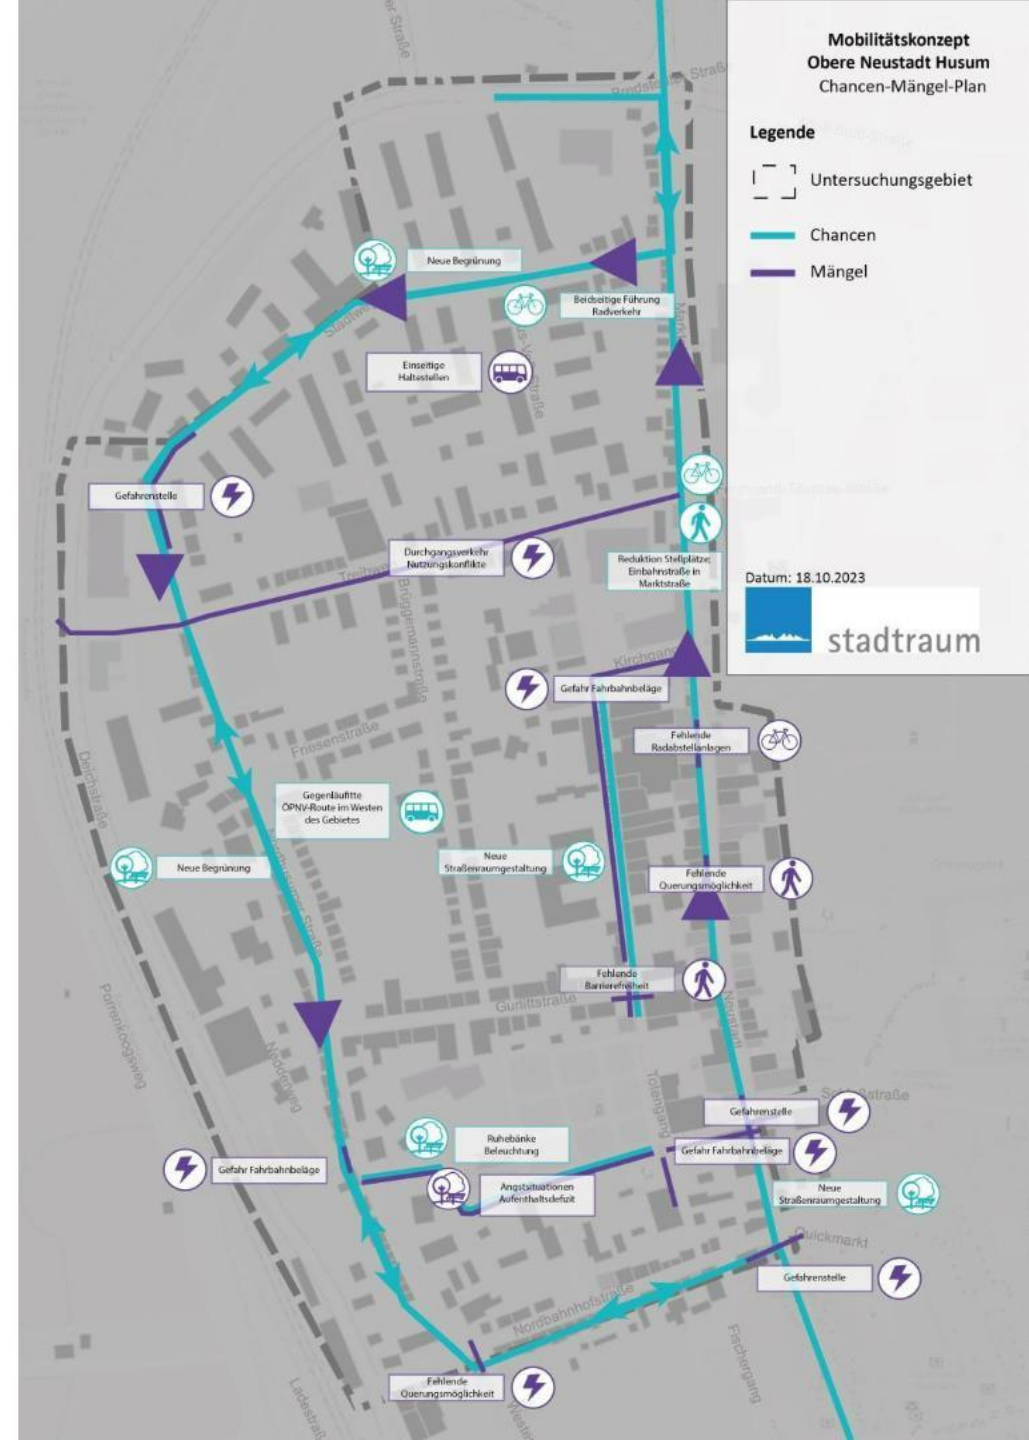 Mobilitätskonzept
Obere Neustadt Husum
Chancen-Mängel-Plan
Legende
Untersuchungsgebiet
Chancen
Mängel
Datum: 18.10.2023
stadtraum
Neue Begrünung
Beidseitige Führung
Radverkehr
Einseitige
Haltestellen
Gefahrenstelle
Durchgangsverkehr
Nutzungskonflikte
Reduktion Stellplätze;
Einbahnstraße in
Marktstraße
Kirchgang
Gefahr Fahrbahnbeläge
Fehlende
Radabstellanlagen
Brüggemannstraße
Friesenstraße
Deichstraße
Gegenläufitte
ÖPNV-Route im Westen
des Gebietes
Neue Begrünung
Neue
Straßenraumgestaltung
Fehlende
Querungsmöglichkeit
Fehlende
Barrierefreiheit
Gurlittstraße
Neustadt
Porrenkoogsweg
Nedderweg
Totengang
Gefahrenstelle
Gefahr Fahrbahnbeläge
Ruhebänke
Beleuchtung
Gefahr Fahrbahnbeläge
Angstsituationen
Aufenthaltsdefizit
Neue
Straßenraumgestaltung
Quickmarkt
Gefahrenstelle
Nordbahnhofstraße
Fischergang
Fehlende
Querungsmöglichkeit